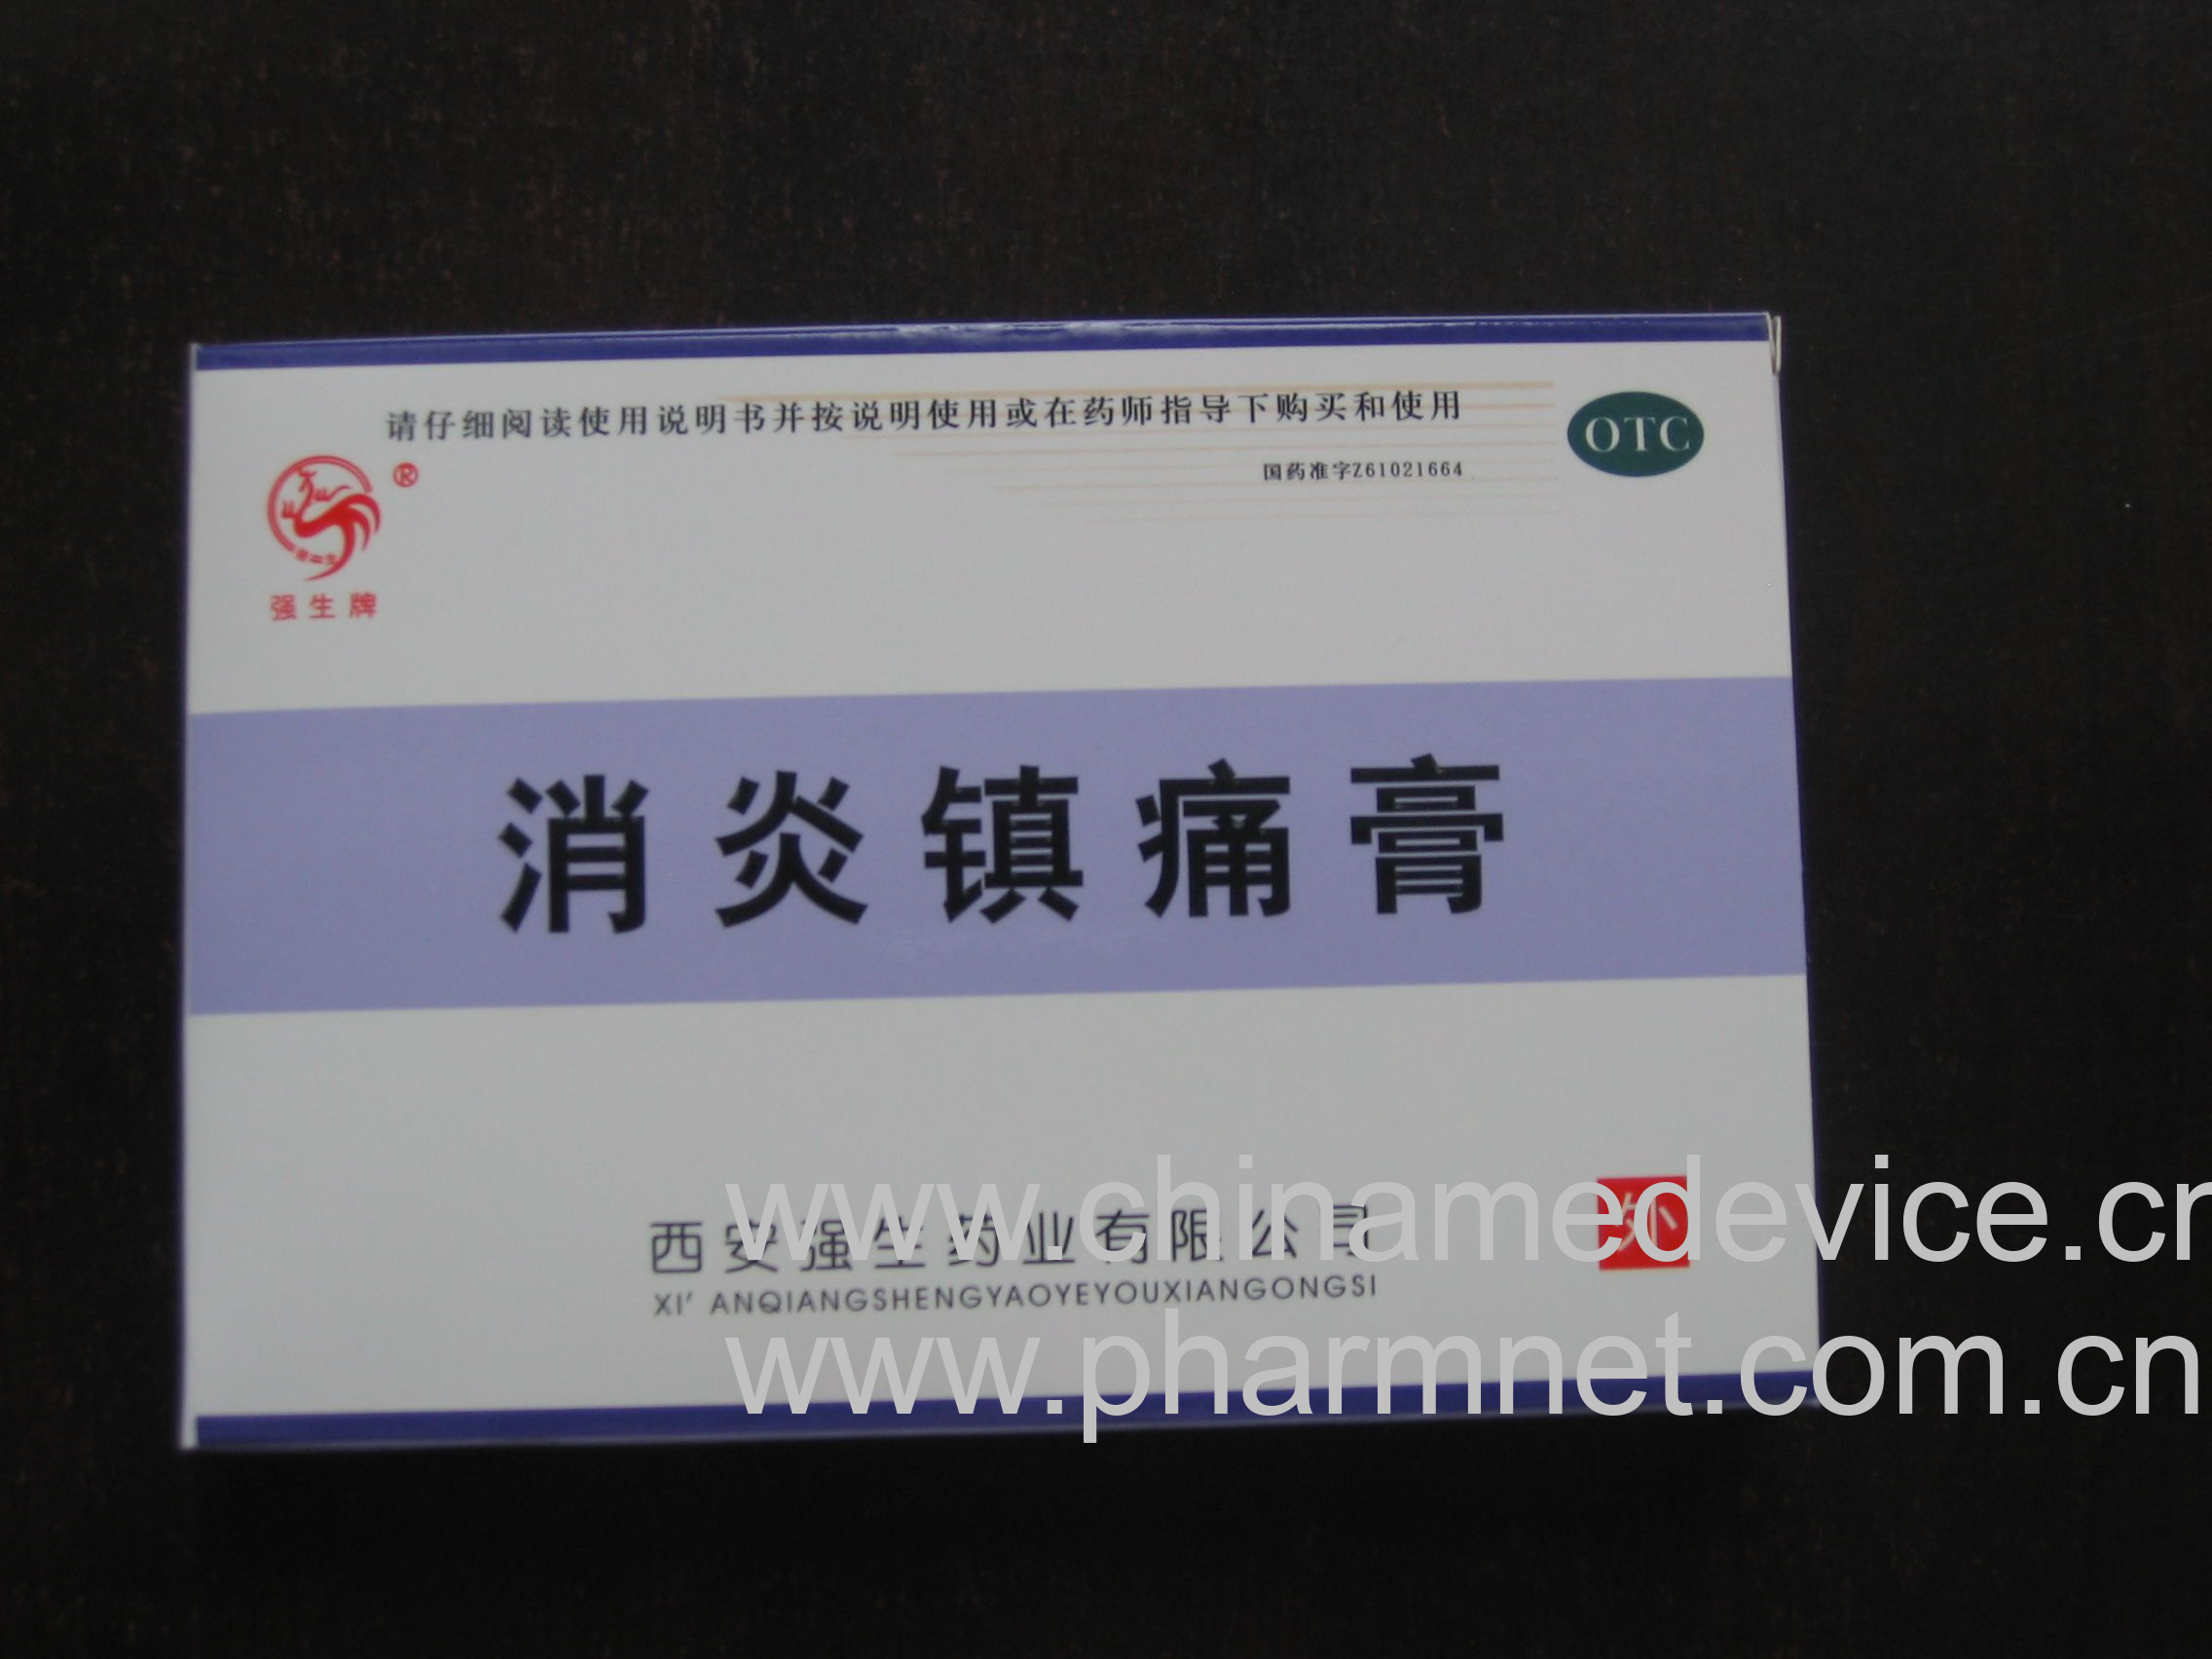 请仔细阅读使用说明书并按说明使用或在药师指导下购买和使用
OTC
国药准字Z61021664
®
强生牌
消炎镇痛膏
西安强生药业有限公司
XI' ANQIANGSHENGYAOYEYOUXIANGONGSI
外
www.chinamedevice.cn
www.pharmnet.com.cn